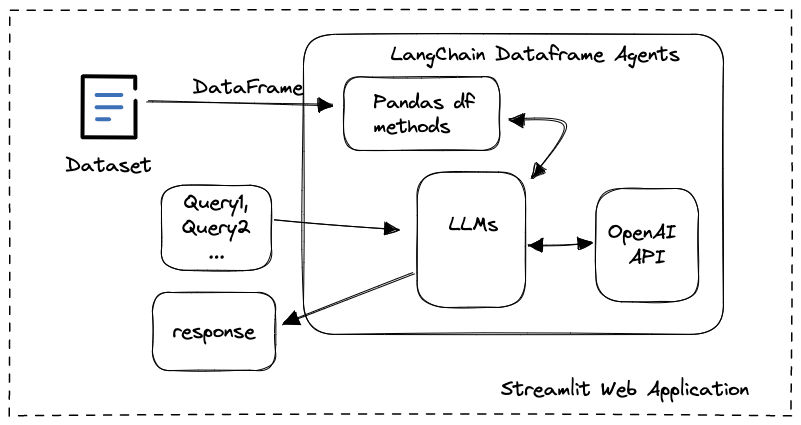 LangChain Dataframe Agents
DataFrame
Pandas df
methods
Dataset
Query1,
Query2
...
LLMs
OpenAI
API
response
Streamlit Web Application